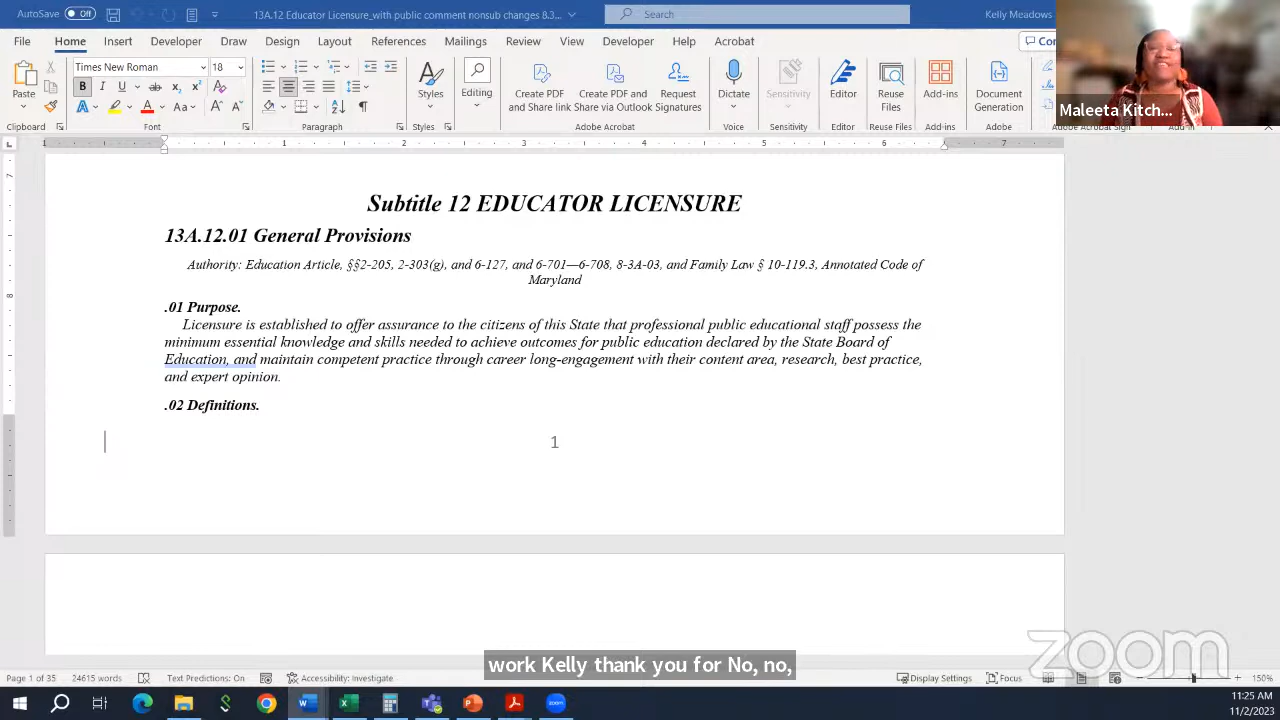 AutoSave Off
13A.12 Educator Licensure_with public comment nonsub changes 8.3...
Search
Kelly Meadows
File Home Insert Developer Draw Design Layout References Mailings Review View Developer Help Acrobat
Co
Times New Roman 18
Paste
Styles
Editing
Create PDF and Share link
Create PDF and Share via Outlook
Request Signatures
Dictate
Sensitivity
Editor
Reuse Files
Add-ins
Document Generation
Clipboard Font Paragraph Styles Adobe Acrobat Voice Sensitivity Editor Reuse Files Add-ins Adobe
Maleeta Kitch...
1 1 2 3 4 5 6 7
Subtitle 12 EDUCATOR LICENSURE
13A.12.01 General Provisions
Authority: Education Article, §§2-205, 2-303(g), and 6-127, and 6-701—6-708, 8-3A-03, and Family Law § 10-119.3, Annotated Code of
Maryland
.01 Purpose.
Licensure is established to offer assurance to the citizens of this State that professional public educational staff possess the
minimum essential knowledge and skills needed to achieve outcomes for public education declared by the State Board of
Education, and maintain competent practice through career long-engagement with their content area, research, best practice,
and expert opinion.
.02 Definitions.
1
work Kelly thank you for No, no,
zoom
Page 1 of 35 24615 words Text Predictions: On Accessibility: Investigate Display Settings Focus 150%
11:25 AM
11/2/2023